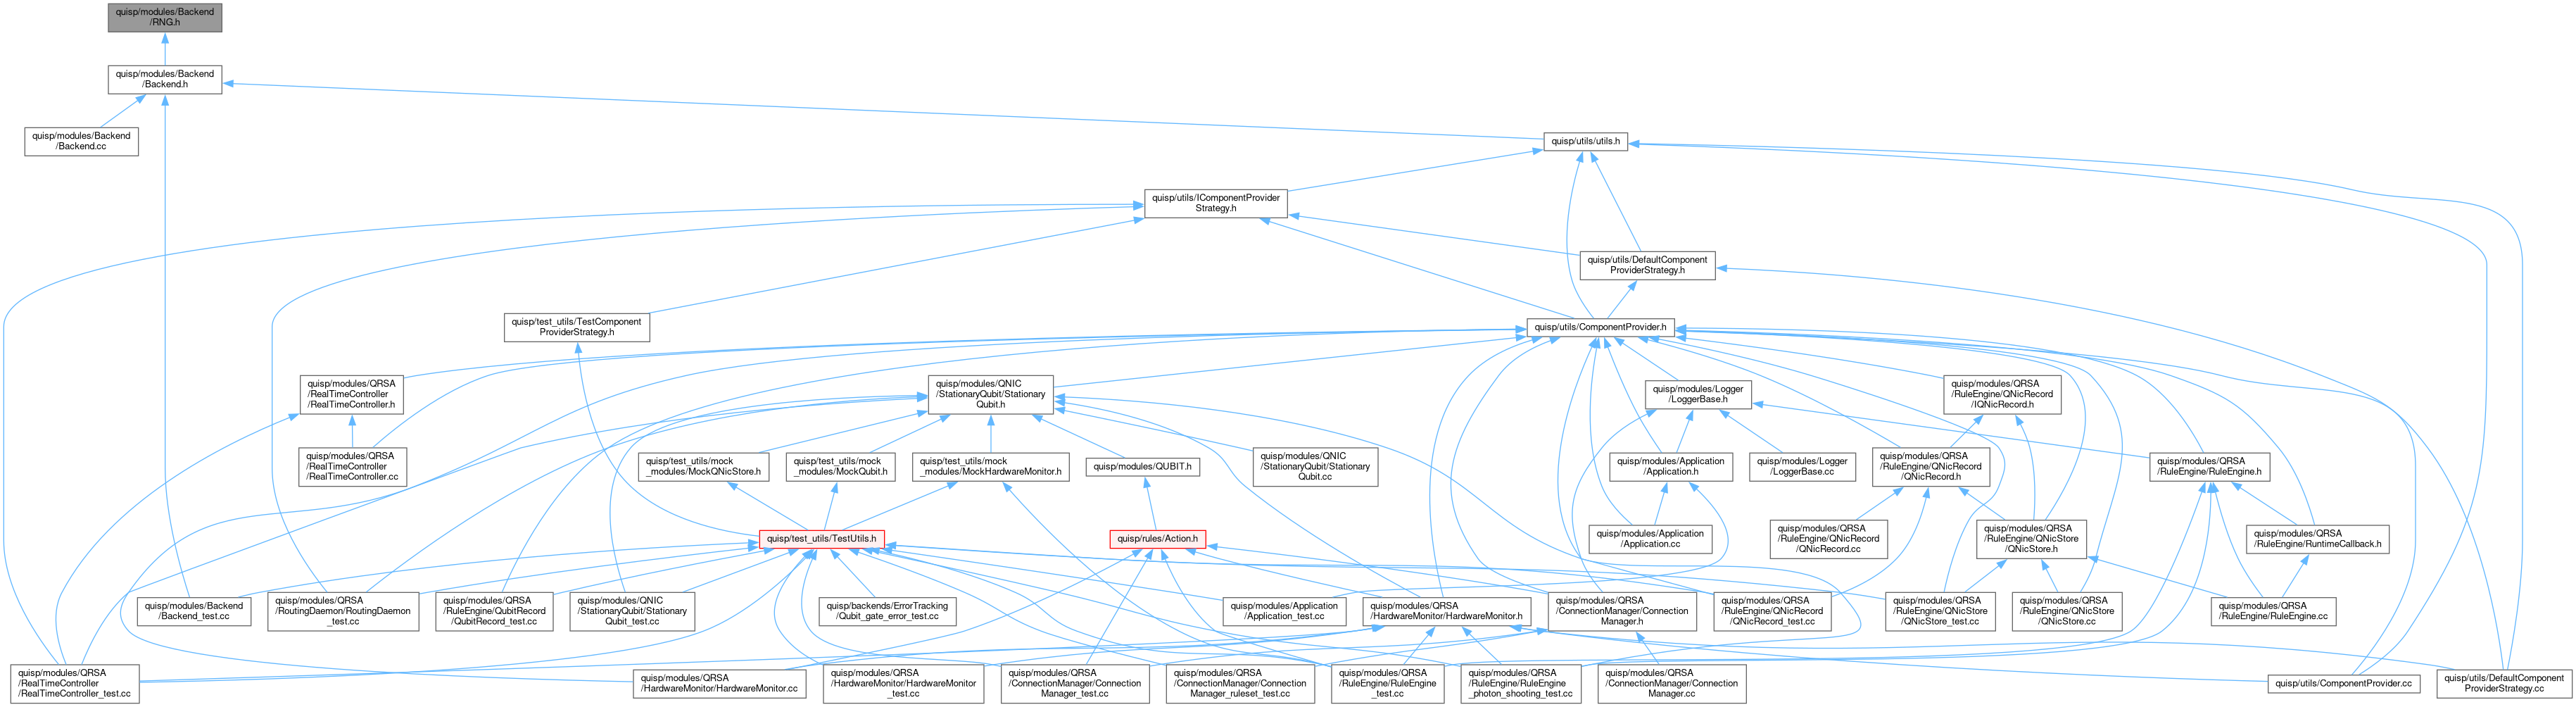 quisp/modules/Backend
/RNG.h
quisp/modules/Backend
/Backend.h
quisp/modules/Backend
/Backend.cc
quisp/utils/utils.h
quisp/utils/IComponentProvider
Strategy.h
quisp/utils/DefaultComponent
ProviderStrategy.h
quisp/test_utils/TestComponent
ProviderStrategy.h
quisp/utils/ComponentProvider.h
quisp/modules/QRSA
/RealTimeController
/RealTimeController.h
quisp/modules/QNIC
/StationaryQubit/Stationary
Qubit.h
quisp/modules/Logger
/LoggerBase.h
quisp/modules/QRSA
/RuleEngine/QNicRecord
/IQNicRecord.h
quisp/modules/QRSA
/RealTimeController
/RealTimeController.cc
quisp/test_utils/mock
_modules/MockQNicStore.h
quisp/test_utils/mock
_modules/MockQubit.h
quisp/test_utils/mock
_modules/MockHardwareMonitor.h
quisp/modules/QUBIT.h
quisp/modules/QNIC
/StationaryQubit/Stationary
Qubit.cc
quisp/modules/Application
/Application.h
quisp/modules/Logger
/LoggerBase.cc
quisp/modules/QRSA
/RuleEngine/QNicRecord
/QNicRecord.h
quisp/modules/QRSA
/RuleEngine/RuleEngine.h
quisp/test_utils/TestUtils.h
quisp/rules/Action.h
quisp/modules/Application
/Application.cc
quisp/modules/QRSA
/RuleEngine/QNicRecord
/QNicRecord.cc
quisp/modules/QRSA
/RuleEngine/QNicStore
/QNicStore.h
quisp/modules/QRSA
/RuleEngine/RuntimeCallback.h
quisp/modules/Backend
/Backend_test.cc
quisp/modules/QRSA
/RoutingDaemon/RoutingDaemon
_test.cc
quisp/modules/QRSA
/RuleEngine/QubitRecord
/QubitRecord_test.cc
quisp/modules/QNIC
/StationaryQubit/Stationary
Qubit_test.cc
quisp/backends/ErrorTracking
/Qubit_gate_error_test.cc
quisp/modules/Application
/Application_test.cc
quisp/modules/QRSA
/HardwareMonitor/HardwareMonitor.h
quisp/modules/QRSA
/ConnectionManager/Connection
Manager.h
quisp/modules/QRSA
/RuleEngine/QNicRecord
/QNicRecord_test.cc
quisp/modules/QRSA
/RuleEngine/QNicStore
/QNicStore_test.cc
quisp/modules/QRSA
/RuleEngine/QNicStore
/QNicStore.cc
quisp/modules/QRSA
/RuleEngine/RuleEngine.cc
quisp/modules/QRSA
/RealTimeController
/RealTimeController_test.cc
quisp/modules/QRSA
/HardwareMonitor/HardwareMonitor.cc
quisp/modules/QRSA
/HardwareMonitor/HardwareMonitor
_test.cc
quisp/modules/QRSA
/ConnectionManager/Connection
Manager_test.cc
quisp/modules/QRSA
/ConnectionManager/Connection
Manager_ruleset_test.cc
quisp/modules/QRSA
/RuleEngine/RuleEngine
_test.cc
quisp/modules/QRSA
/RuleEngine/RuleEngine
_photon_shooting_test.cc
quisp/modules/QRSA
/ConnectionManager/Connection
Manager.cc
quisp/utils/ComponentProvider.cc
quisp/utils/DefaultComponent
ProviderStrategy.cc